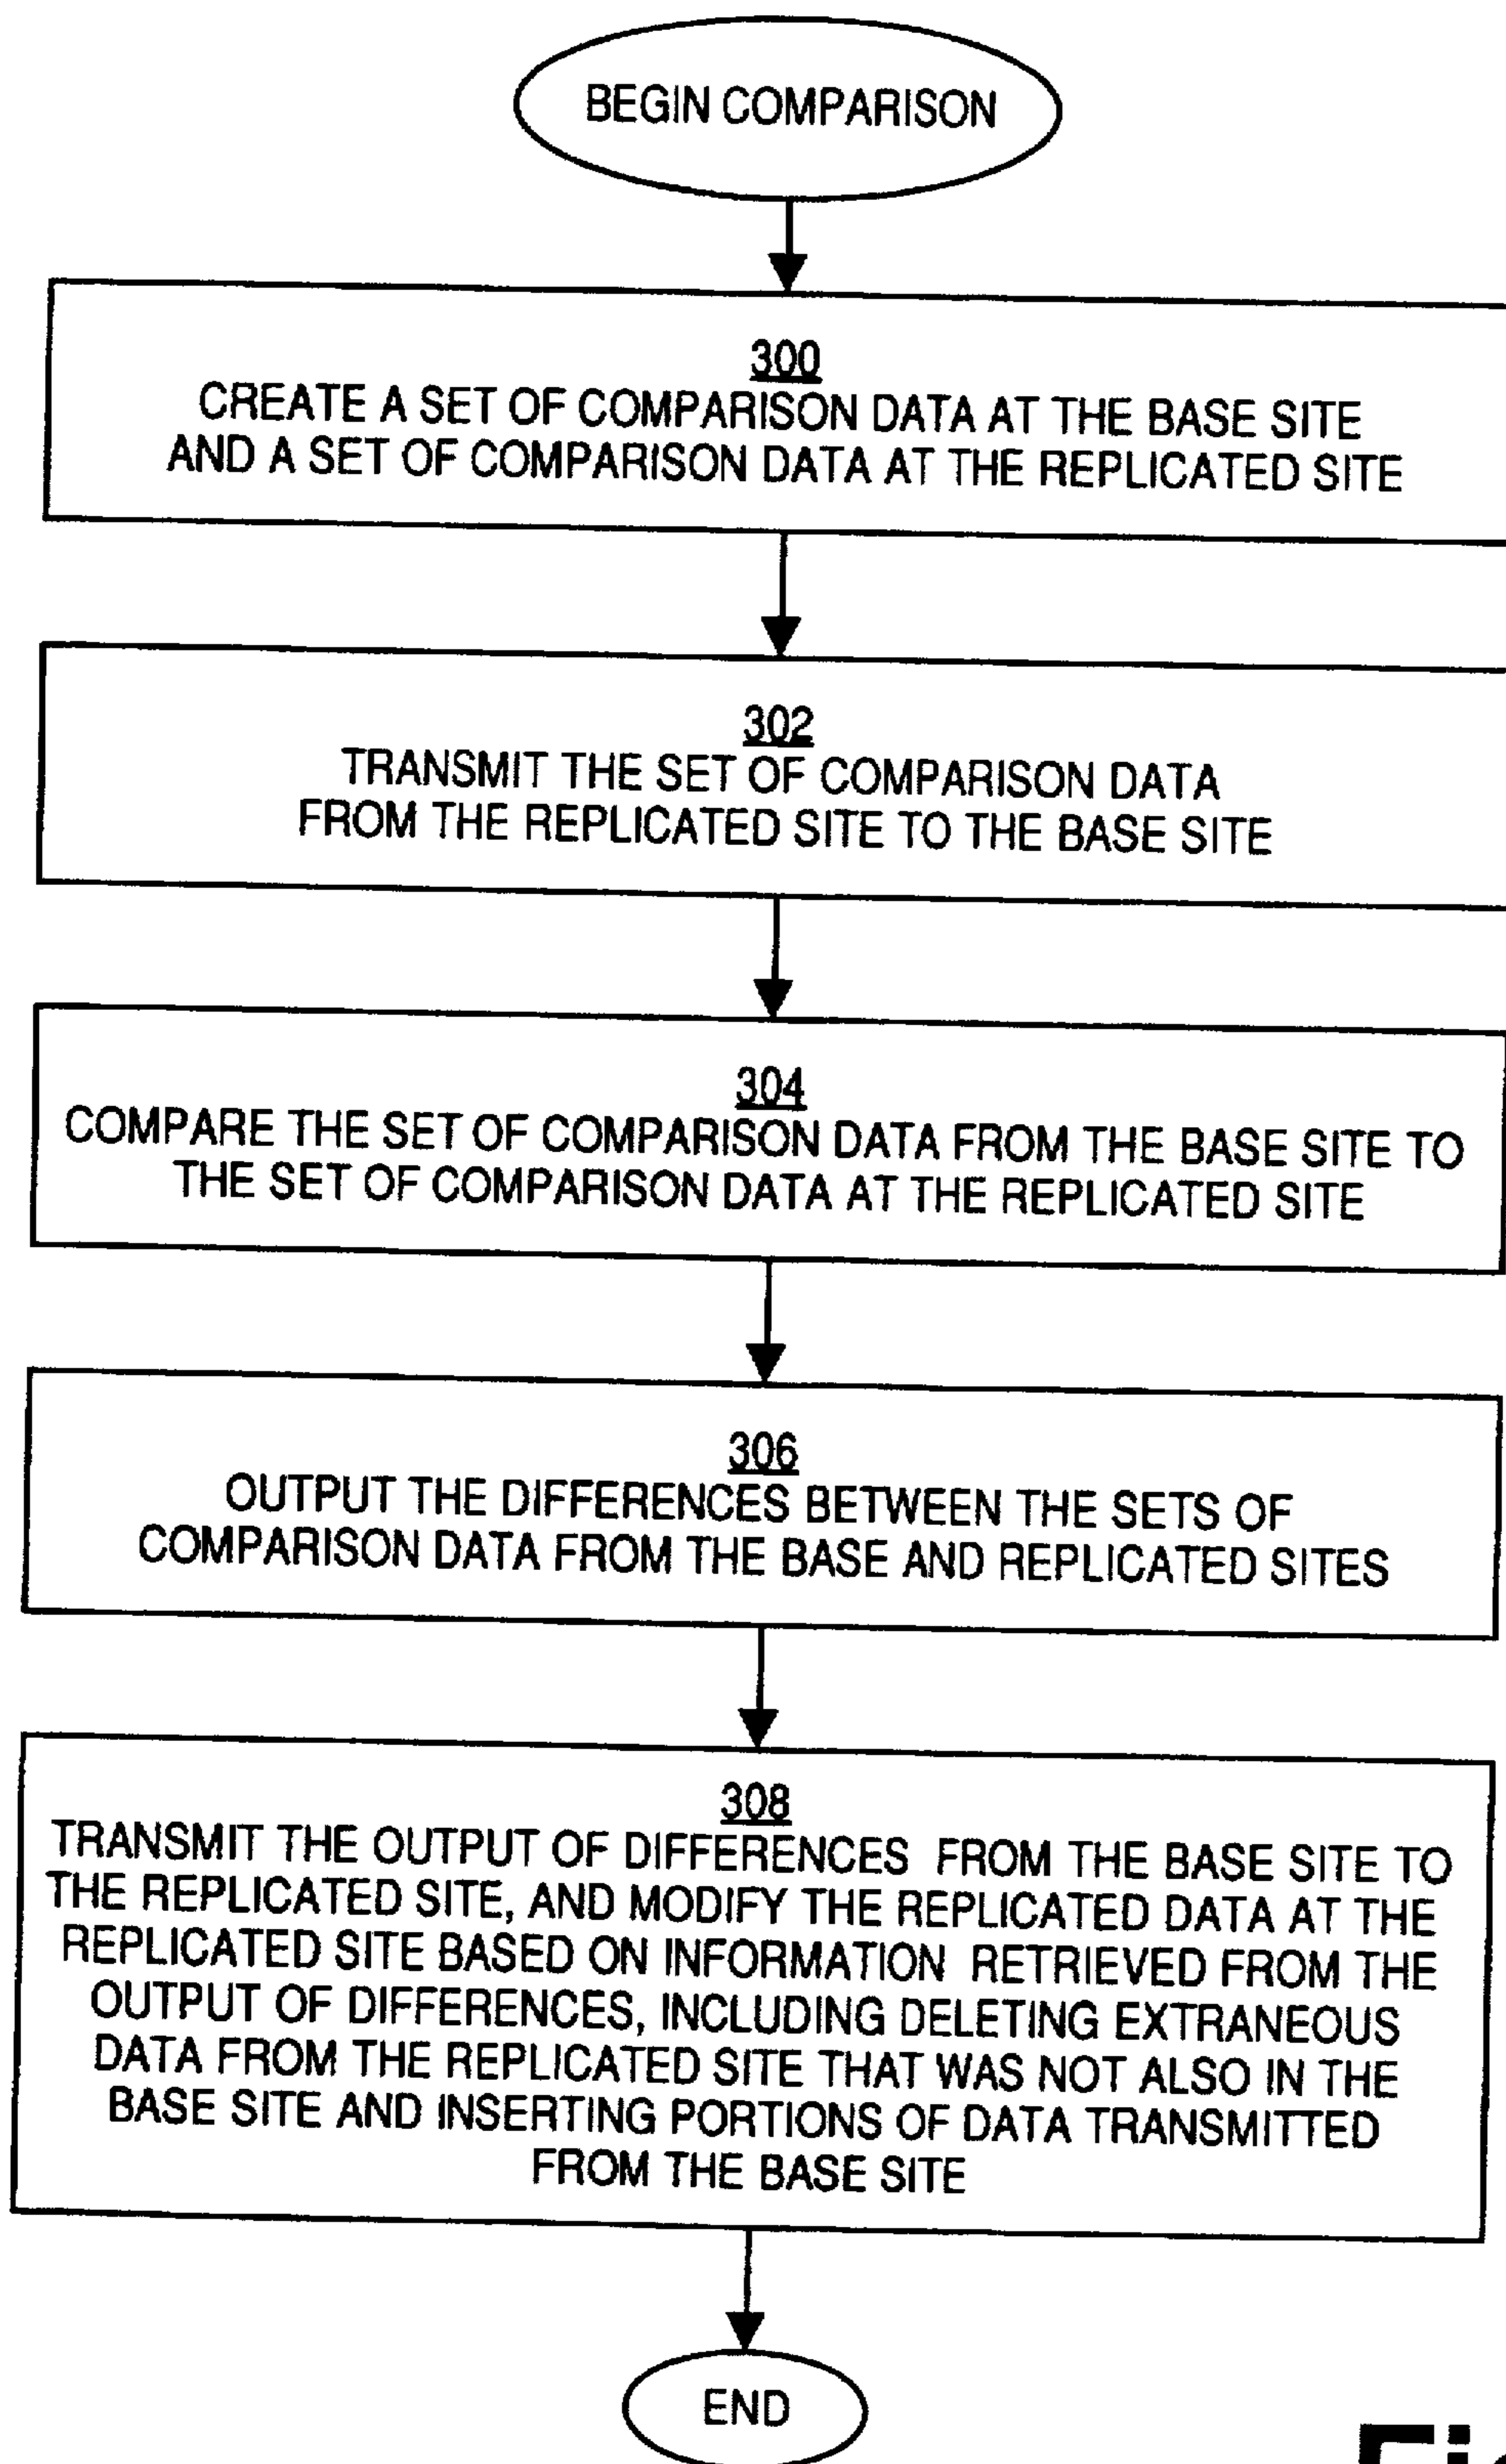 BEGIN COMPARISON
300
CREATE A SET OF COMPARISON DATA AT THE BASE SITE
AND A SET OF COMPARISON DATA AT THE REPLICATED SITE
302
TRANSMIT THE SET OF COMPARISON DATA
FROM THE REPLICATED SITE TO THE BASE SITE
304
COMPARE THE SET OF COMPARISON DATA FROM THE BASE SITE TO
THE SET OF COMPARISON DATA AT THE REPLICATED SITE
306
OUTPUT THE DIFFERENCES BETWEEN THE SETS OF
COMPARISON DATA FROM THE BASE AND REPLICATED SITES
308
TRANSMIT THE OUTPUT OF DIFFERENCES FROM THE BASE SITE TO
THE REPLICATED SITE, AND MODIFY THE REPLICATED DATA AT THE
REPLICATED SITE BASED ON INFORMATION RETRIEVED FROM THE
OUTPUT OF DIFFERENCES, INCLUDING DELETING EXTRANEOUS
DATA FROM THE REPLICATED SITE THAT WAS NOT ALSO IN THE
BASE SITE AND INSERTING PORTIONS OF DATA TRANSMITTED
FROM THE BASE SITE
END